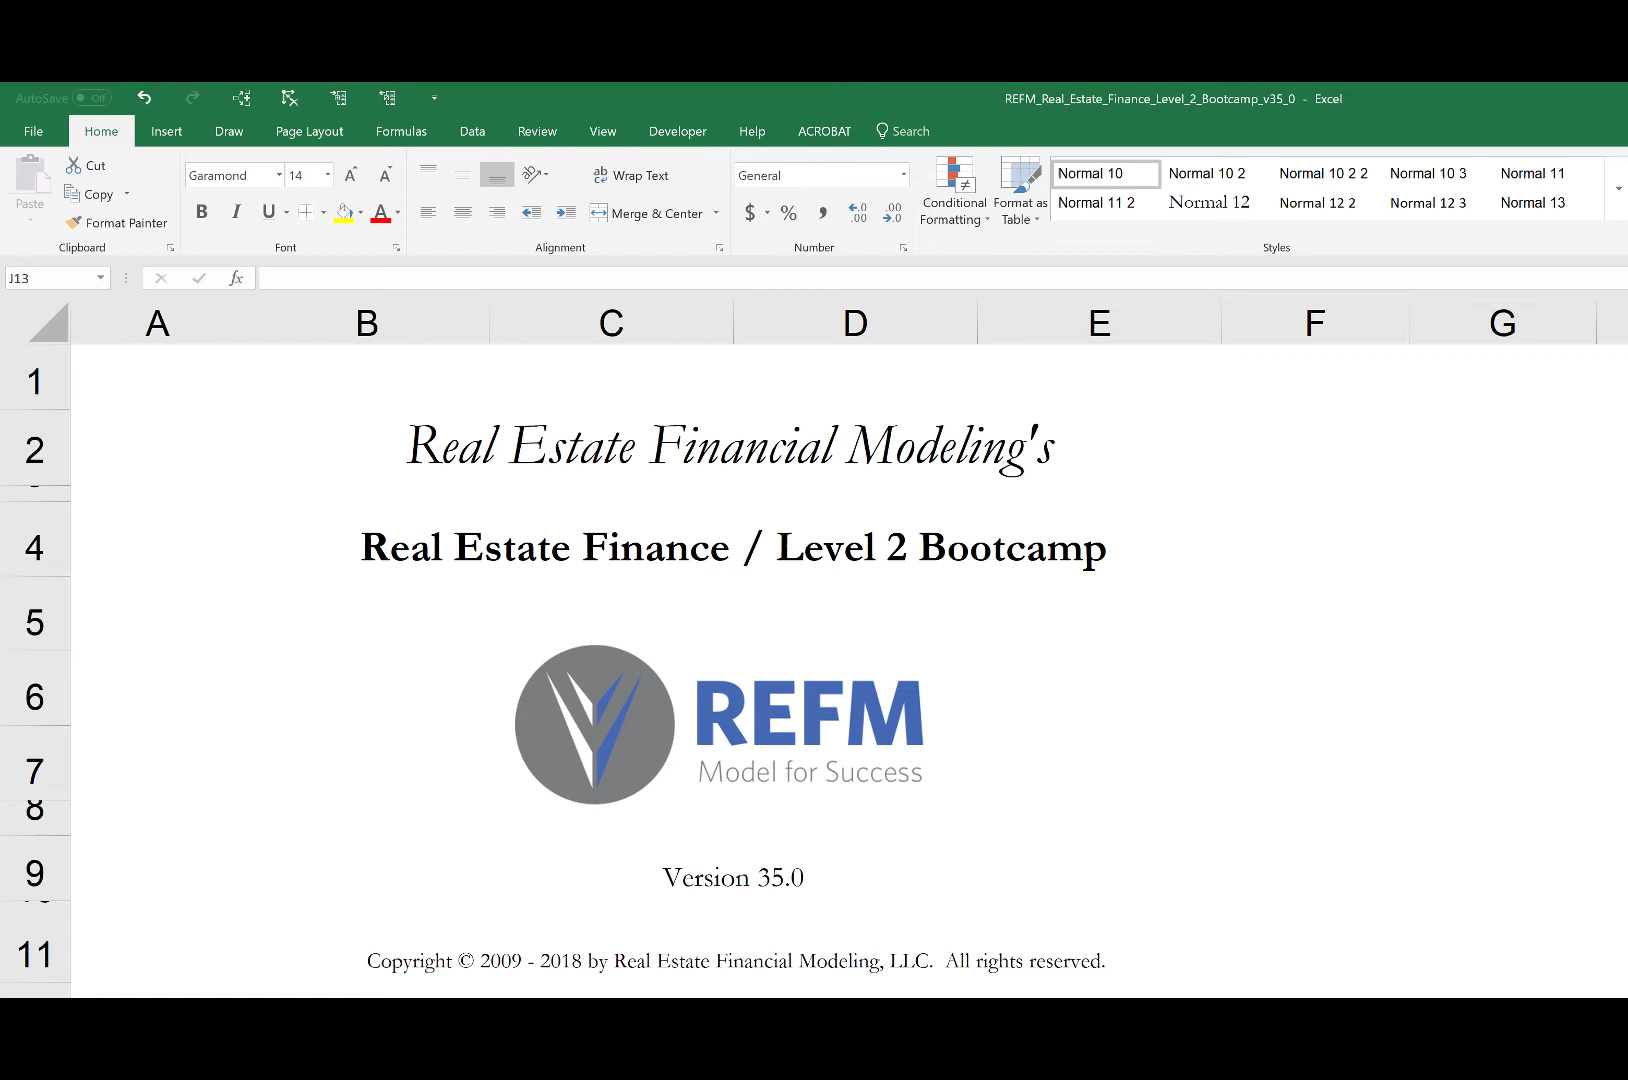 AutoSave Off
REFM_Real_Estate_Finance_Level_2_Bootcamp_v35_0 - Excel
File Home Insert Draw Page Layout Formulas Data Review View Developer Help ACROBAT Search
Paste
Cut
Copy
Format Painter
Clipboard
Garamond 14
B I U A
Font
ab Wrap Text
Merge & Center
Alignment
General
$ % , .00 .00
Number
Conditional Formatting
Format as Table
Normal 10 Normal 10 2 Normal 10 2 2 Normal 10 3 Normal 11
Normal 11 2 Normal 12 Normal 12 2 Normal 12 3 Normal 13
Styles
J13 fx
A B C D E F G
1
2 Real Estate Financial Modeling's
4 Real Estate Finance / Level 2 Bootcamp
5
6 REFM
7 Model for Success
8
9 Version 35.0
11 Copyright © 2009 - 2018 by Real Estate Financial Modeling, LLC. All rights reserved.